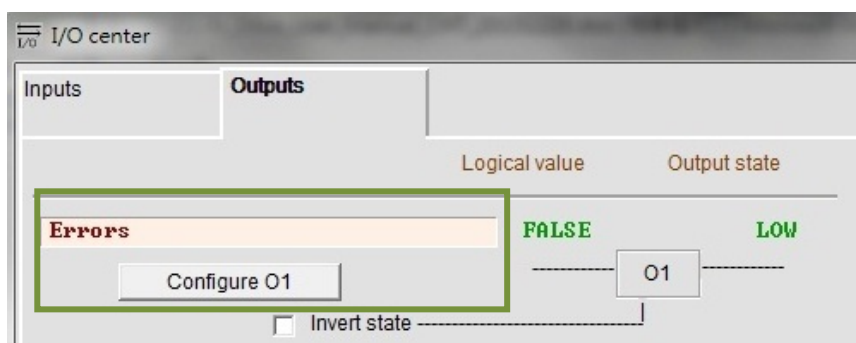 I/O I/O center
Inputs Outputs
Logical value Output state
Errors FALSE LOW
Configure O1 O1
Invert state